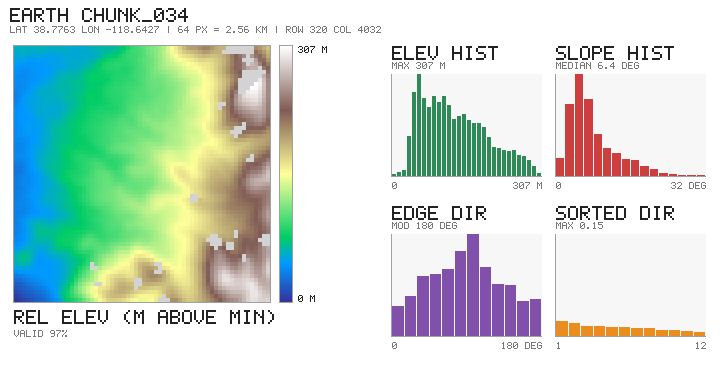 EARTH CHUNK_034
LAT 38.7763 LON -118.6427 | 64 PX = 2.56 KM | ROW 320 COL 4032
307 M
0 M
REL ELEV (M ABOVE MIN)
VALID 97%
ELEV HIST
MAX 307 M
0 307 M
SLOPE HIST
MEDIAN 6.4 DEG
0 32 DEG
EDGE DIR
MOD 180 DEG
0 180 DEG
SORTED DIR
MAX 0.15
1 12